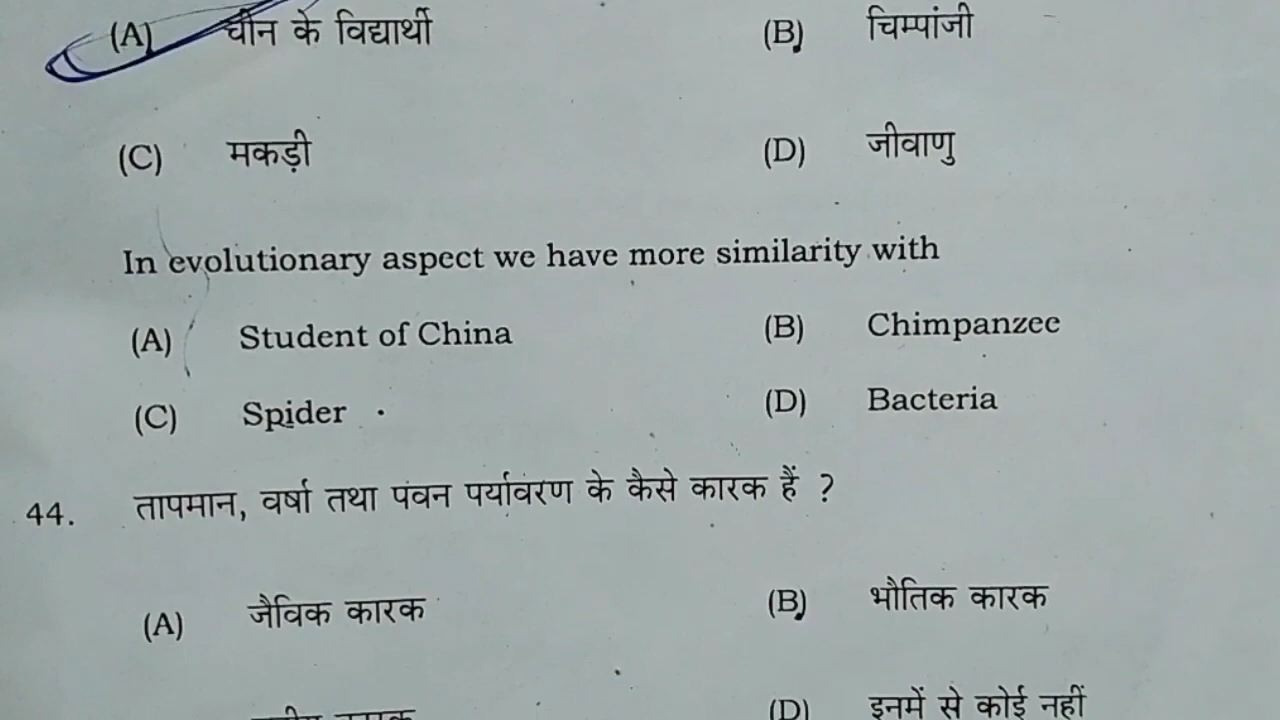 (A) चीन के विद्यार्थी (B) चिम्पांजी
(C) मकड़ी (D) जीवाणु
In evolutionary aspect we have more similarity with
(A) Student of China (B) Chimpanzee
(C) Spider (D) Bacteria
44. तापमान, वर्षा तथा पवन पर्यावरण के कैसे कारक हैं ?
(A) जैविक कारक (B) भौतिक कारक
(D) इनमें से कोई नहीं